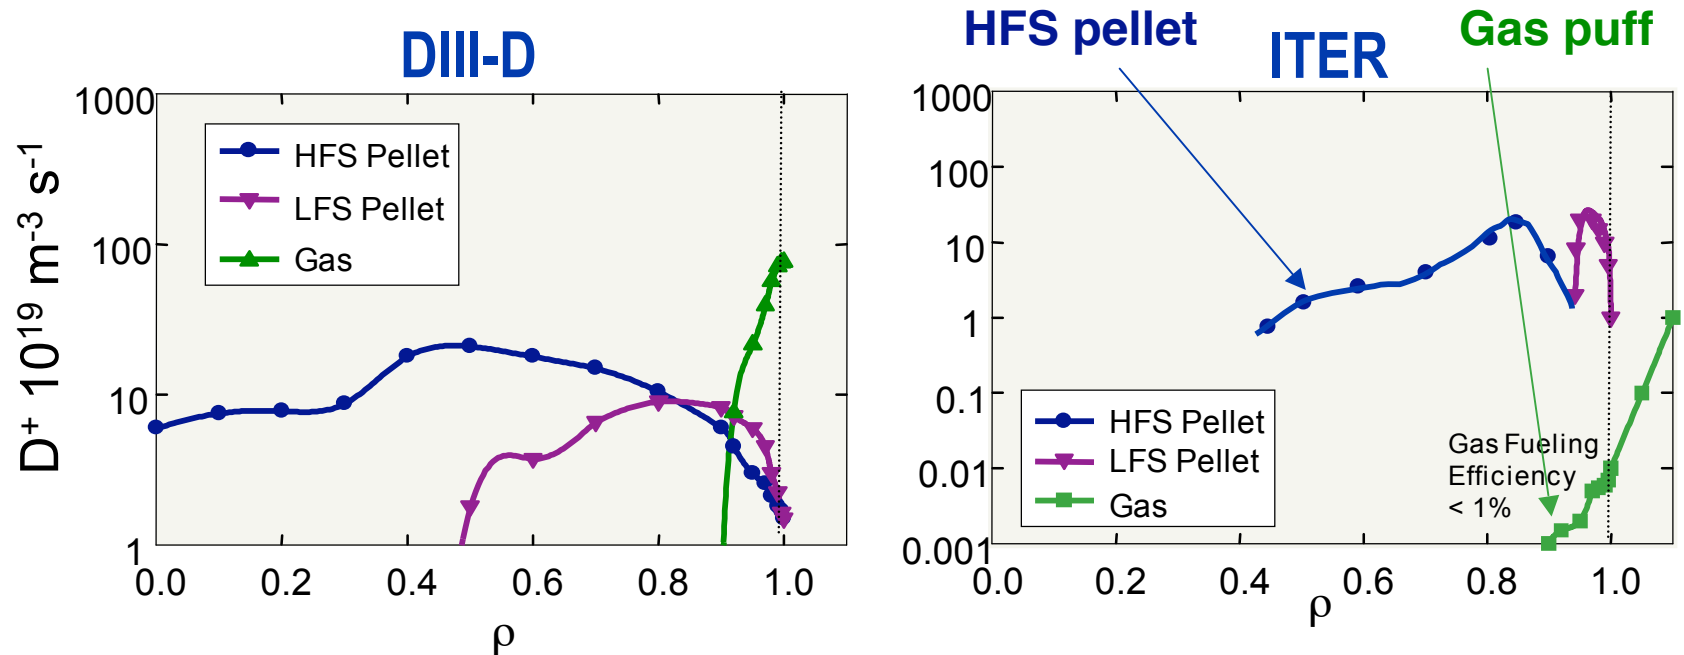 DIII-D
D⁺ 10¹⁹ m⁻³ s⁻¹
1000
100
10
1
HFS Pellet
LFS Pellet
Gas
0.0 0.2 0.4 0.6 0.8 1.0
ρ
HFS pellet
ITER
Gas puff
1000
100
10
1
0.1
0.01
0.001
HFS Pellet
LFS Pellet
Gas
Gas Fueling
Efficiency
< 1%
0.0 0.2 0.4 0.6 0.8 1.0
ρ